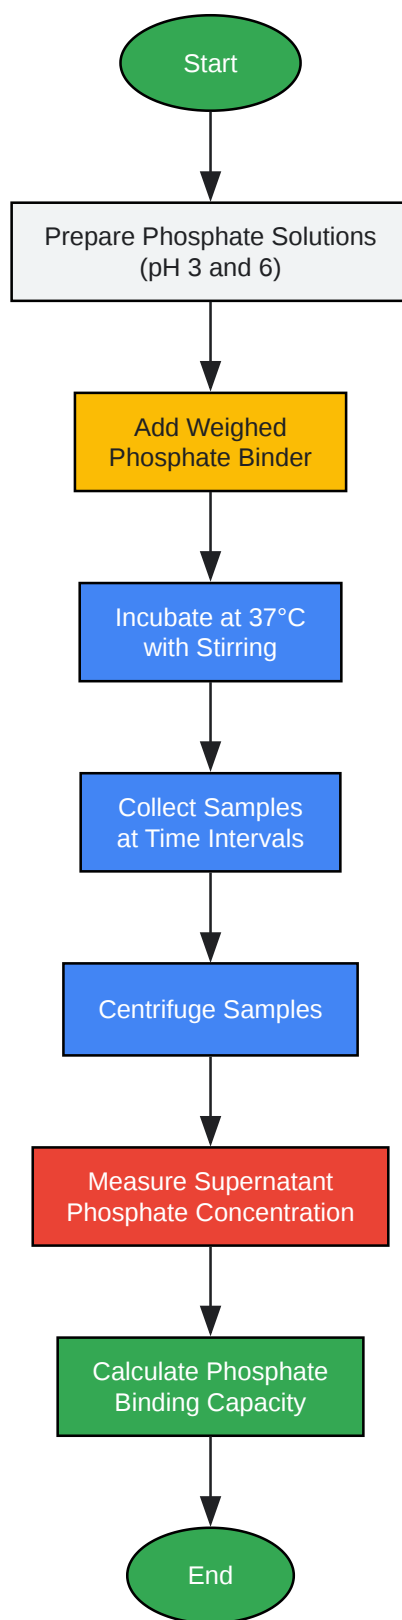 Start
Prepare Phosphate Solutions
(pH 3 and 6)
Add Weighed
Phosphate Binder
Incubate at 37°C
with Stirring
Collect Samples
at Time Intervals
Centrifuge Samples
Measure Supernatant
Phosphate Concentration
Calculate Phosphate
Binding Capacity
End